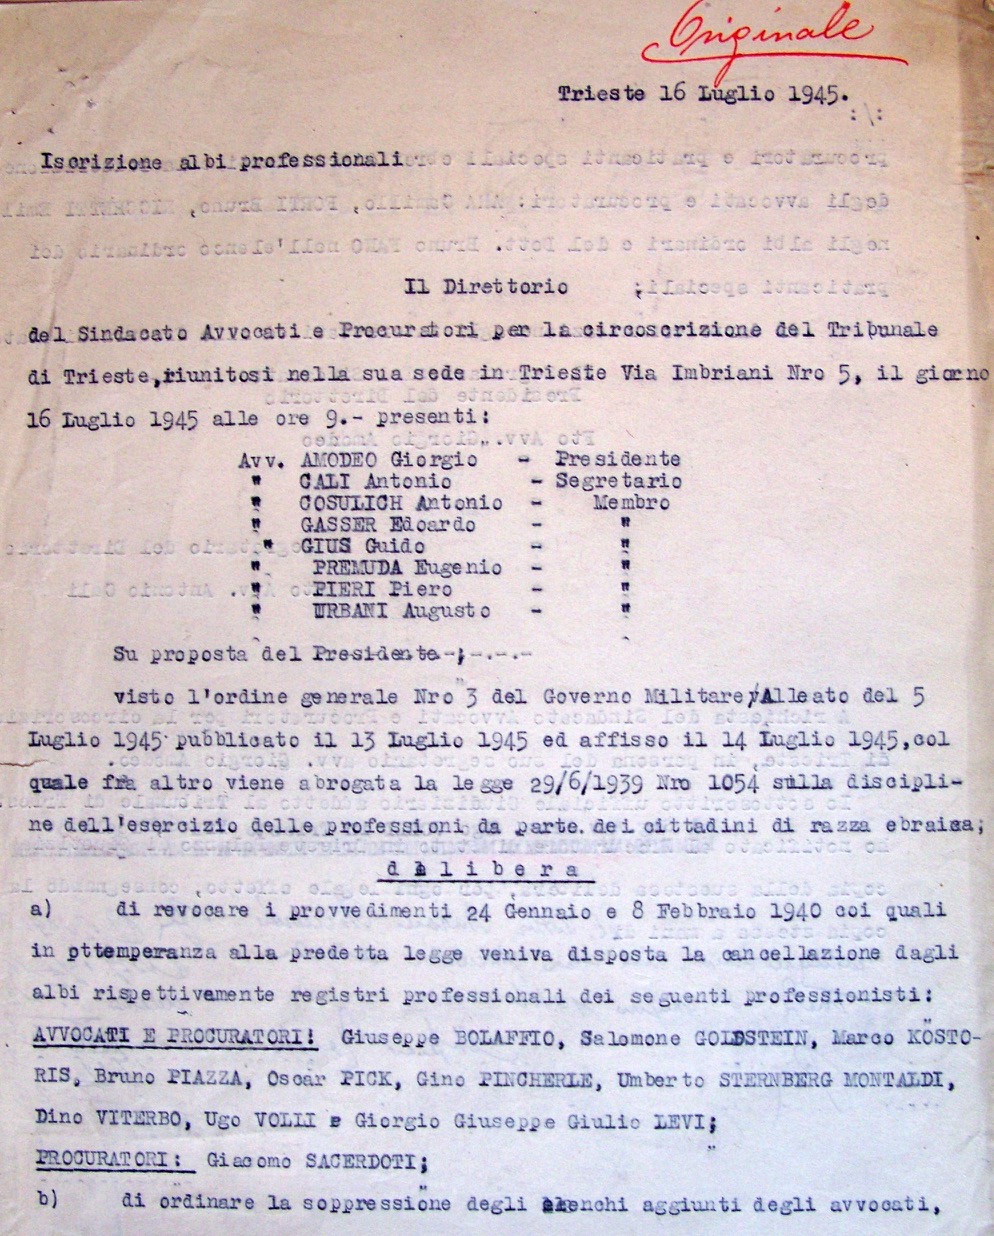 Originale
Trieste 16 Luglio 1945.
:/:
Iscrizione albi professionali
Il Direttorio
del Sindacato Avvocati e Procuratori per la circoscrizione del Tribunale
di Trieste, riunitosi nella sua sede in Trieste Via Imbriani Nro 5, il giorno
16 Luglio 1945 alle ore 9.- presenti:
Avv. AMODEO Giorgio - Presidente
" CALI Antonio - Segretario
" COSULICH Antonio - Membro
" GASSER Edoardo - "
" GIUS Guido - "
" PREMUDA Eugenio - "
" PIERI Piero - "
" URBANI Augusto - "
Su proposta del Presidente-;-.-.-
visto l'ordine generale Nro 3 del Governo Militare/Alleato del 5
Luglio 1945 pubblicato il 13 Luglio 1945 ed affisso il 14 Luglio 1945, col
quale fra altro viene abrogata la legge 29/6/1939 Nro 1054 sulla discipli-
ne dell'esercizio delle professioni da parte dei cittadini di razza ebraica;
d e l i b e r a
a) di revocare i provvedimenti 24 Gennaio e 8 Febbraio 1940 coi quali
in ottemperanza alla predetta legge veniva disposta la cancellazione dagli
albi rispettivamente registri professionali dei seguenti professionisti:
AVVOCATI E PROCURATORI: Giuseppe BOLAFFIO, Salomone GOLDSTEIN, Marco KÖSTO-
RIS, Bruno PIAZZA, Oscar PICK, Gino PINCHERLE, Umberto STERNBERG MONTALDI,
Dino VITERBO, Ugo VOLLI e Giorgio Giuseppe Giulio LEVI;
PROCURATORI: Giacomo SACERDOTI;
b) di ordinare la soppressione degli elenchi aggiunti degli avvocati,